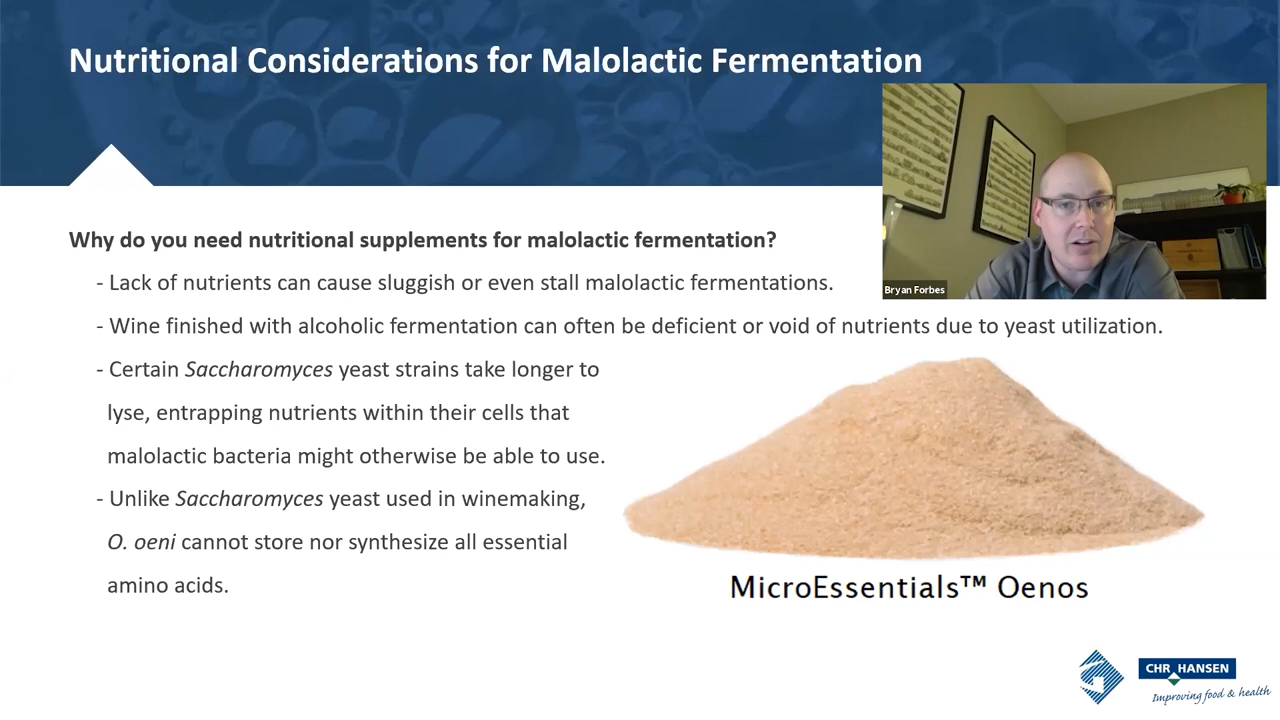 Nutritional Considerations for Malolactic Fermentation
Bryan Forbes
Why do you need nutritional supplements for malolactic fermentation?
- Lack of nutrients can cause sluggish or even stall malolactic fermentations.
- Wine finished with alcoholic fermentation can often be deficient or void of nutrients due to yeast utilization.
- Certain Saccharomyces yeast strains take longer to
lyse, entrapping nutrients within their cells that
malolactic bacteria might otherwise be able to use.
- Unlike Saccharomyces yeast used in winemaking,
O. oeni cannot store nor synthesize all essential
amino acids.
MicroEssentials™ Oenos
CHR HANSEN
Improving food & health